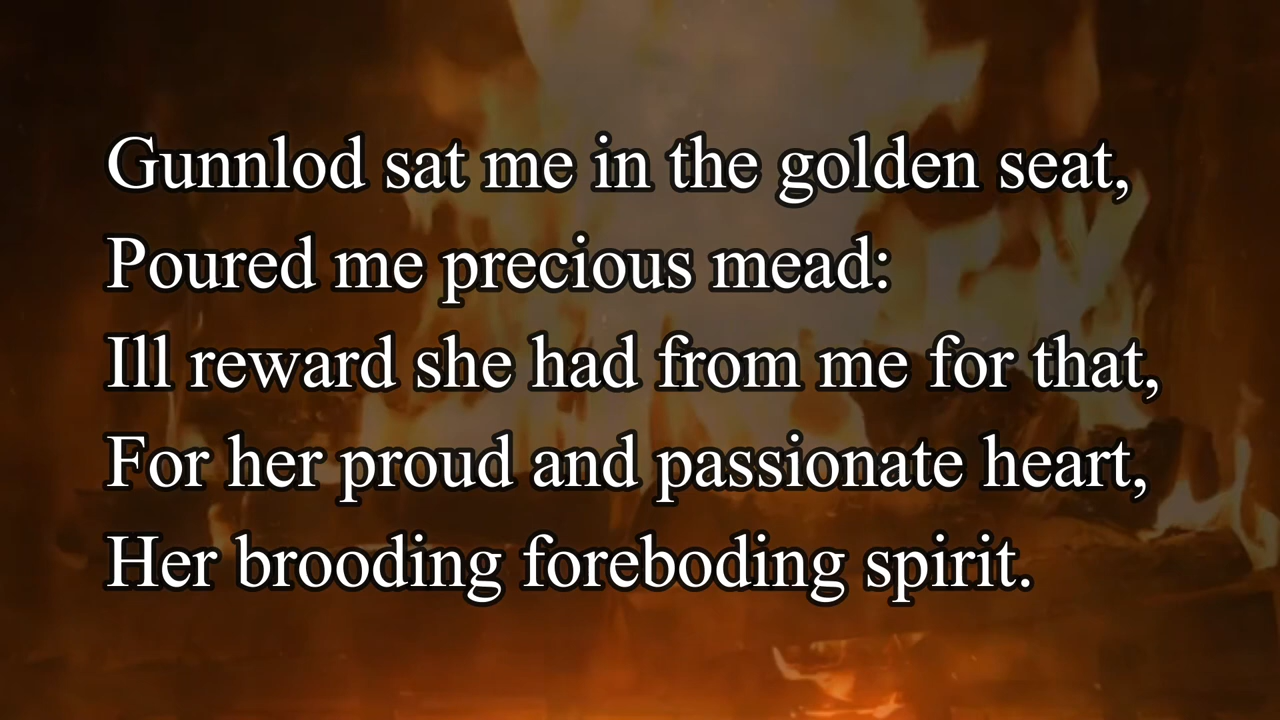 Gunnlod sat me in the golden seat,
Poured me precious mead:
Ill reward she had from me for that,
For her proud and passionate heart,
Her brooding foreboding spirit.